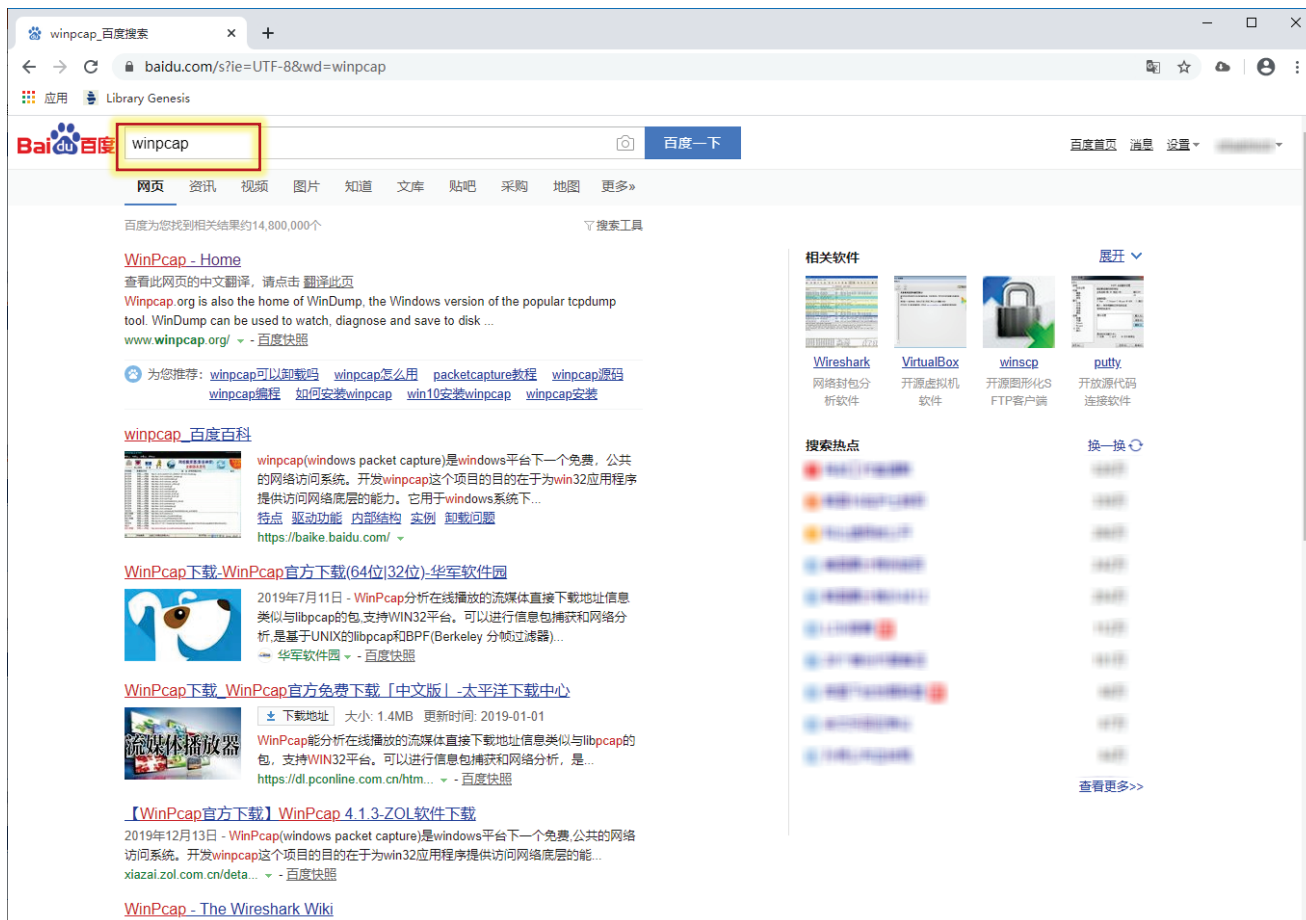 winpcap_百度搜索
baidu.com/s?ie=UTF-8&wd=winpcap
应用 Library Genesis
Bai du 百度 winpcap 百度一下 百度首页 消息 设置
网页 资讯 视频 图片 知道 文库 贴吧 采购 地图 更多»
百度为您找到相关结果约14,800,000个 搜索工具
WinPcap - Home
查看此网页的中文翻译，请点击 翻译此页
Winpcap.org is also the home of WinDump, the Windows version of the popular tcpdump
tool. WinDump can be used to watch, diagnose and save to disk ...
www.winpcap.org/ - 百度快照
为您推荐： winpcap可以卸载吗 winpcap怎么用 packetcapture教程 winpcap源码
winpcap编程 如何安装winpcap win10安装winpcap winpcap安装
winpcap_百度百科
winpcap(windows packet capture)是windows平台下一个免费，公共
的网络访问系统。开发winpcap这个项目的目的在于为win32应用程序
提供访问网络底层的能力。它用于windows系统下...
特点 驱动功能 内部结构 实例 卸载问题
https://baike.baidu.com/
WinPcap下载-WinPcap官方下载(64位|32位)-华军软件园
2019年7月11日 - WinPcap分析在线播放的流媒体直接下载地址信息
类似与libpcap的包,支持WIN32平台。可以进行信息包捕获和网络分
析,是基于UNIX的libpcap和BPF(Berkeley 分帧过滤器)...
华军软件园 - 百度快照
WinPcap下载_WinPcap官方免费下载「中文版」-太平洋下载中心
流媒体播放器
下载地址 大小: 1.4MB 更新时间: 2019-01-01
WinPcap能分析在线播放的流媒体直接下载地址信息类似与libpcap的
包，支持WIN32平台。可以进行信息包捕获和网络分析，是...
https://dl.pconline.com.cn/htm... - 百度快照
【WinPcap官方下载】WinPcap 4.1.3-ZOL软件下载
2019年12月13日 - WinPcap(windows packet capture)是windows平台下一个免费,公共的网络
访问系统。开发winpcap这个项目的目的在于为win32应用程序提供访问网络底层的能...
xiazai.zol.com.cn/deta... - 百度快照
WinPcap - The Wireshark Wiki
相关软件 展开
Wireshark VirtualBox winscp putty
网络封包分 开源虚拟机 开源图形化S 开放源代码
析软件 软件 FTP客户端 连接软件
搜索热点 换一换
查看更多>>